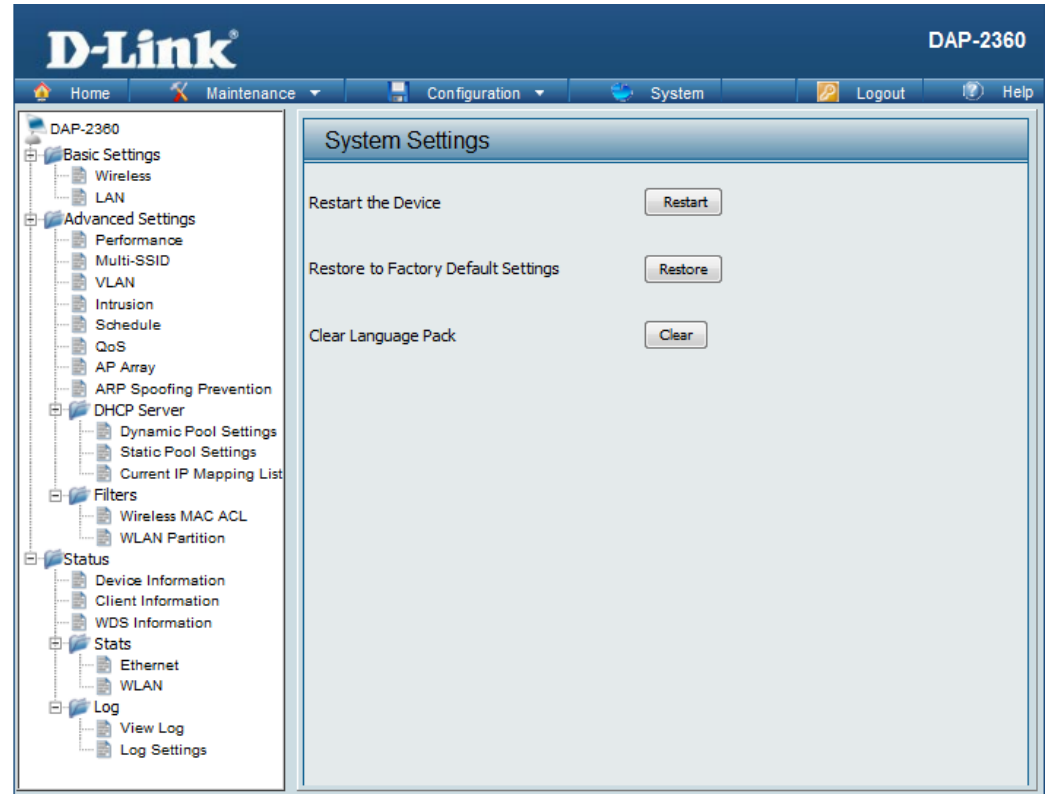 D-Link®
DAP-2360
Home Maintenance Configuration System Logout Help
DAP-2360
Basic Settings
Wireless
LAN
Advanced Settings
Performance
Multi-SSID
VLAN
Intrusion
Schedule
QoS
AP Array
ARP Spoofing Prevention
DHCP Server
Dynamic Pool Settings
Static Pool Settings
Current IP Mapping List
Filters
Wireless MAC ACL
WLAN Partition
Status
Device Information
Client Information
WDS Information
Stats
Ethernet
WLAN
Log
View Log
Log Settings
System Settings
Restart the Device Restart
Restore to Factory Default Settings Restore
Clear Language Pack Clear